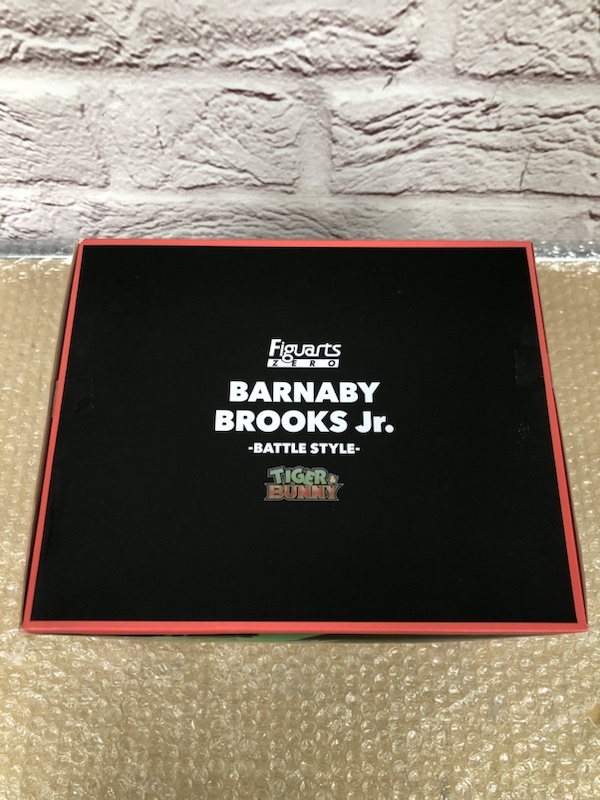 Figuarts
ZERO
BARNABY
BROOKS Jr.
-BATTLE STYLE-
TIGER &
BUNNY